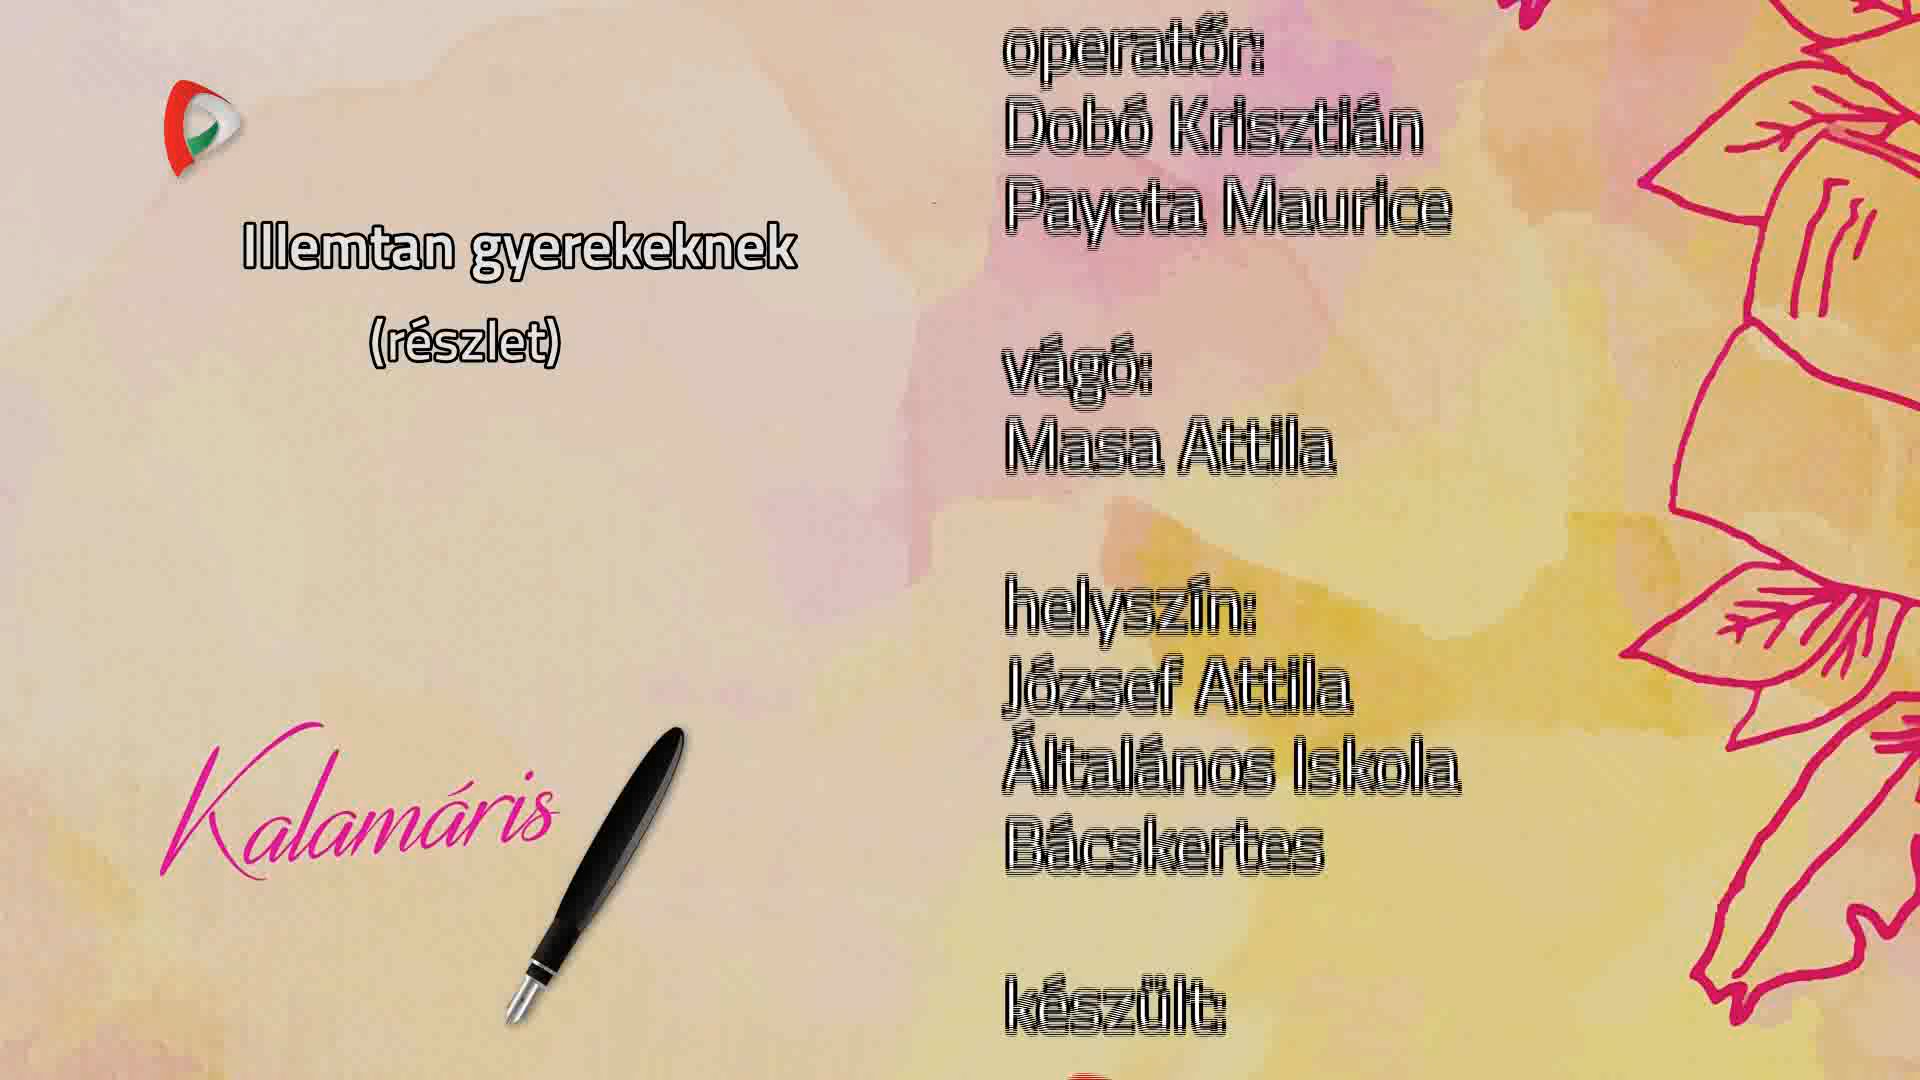 Illemtan gyerekeknek
(részlet)
Kalamáris
operatőr:
Dobó Krisztián
Payeta Maurice
vágó:
Masa Attila
helyszín:
József Attila
Általános Iskola
Bácskertes
készült: